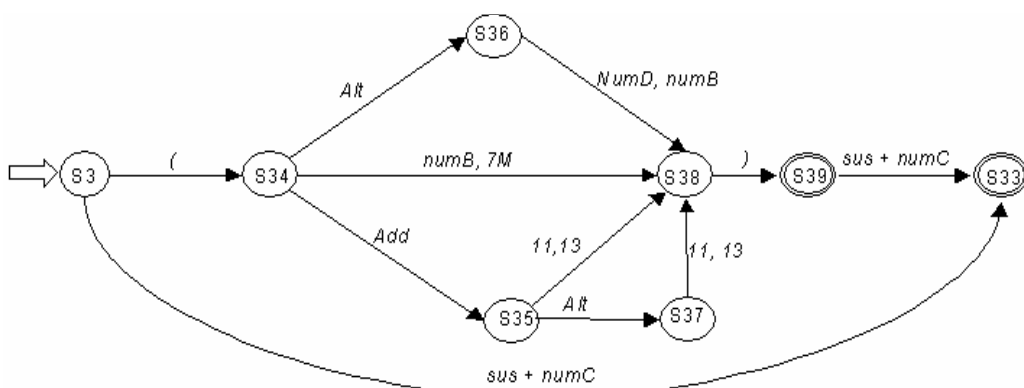 S36
Alt
NumD, numB
S3
(
S34
numB, 7M
S38
)
S39
sus + numC
S33
Add
11,13
11, 13
S35
Alt
S37
sus + numC